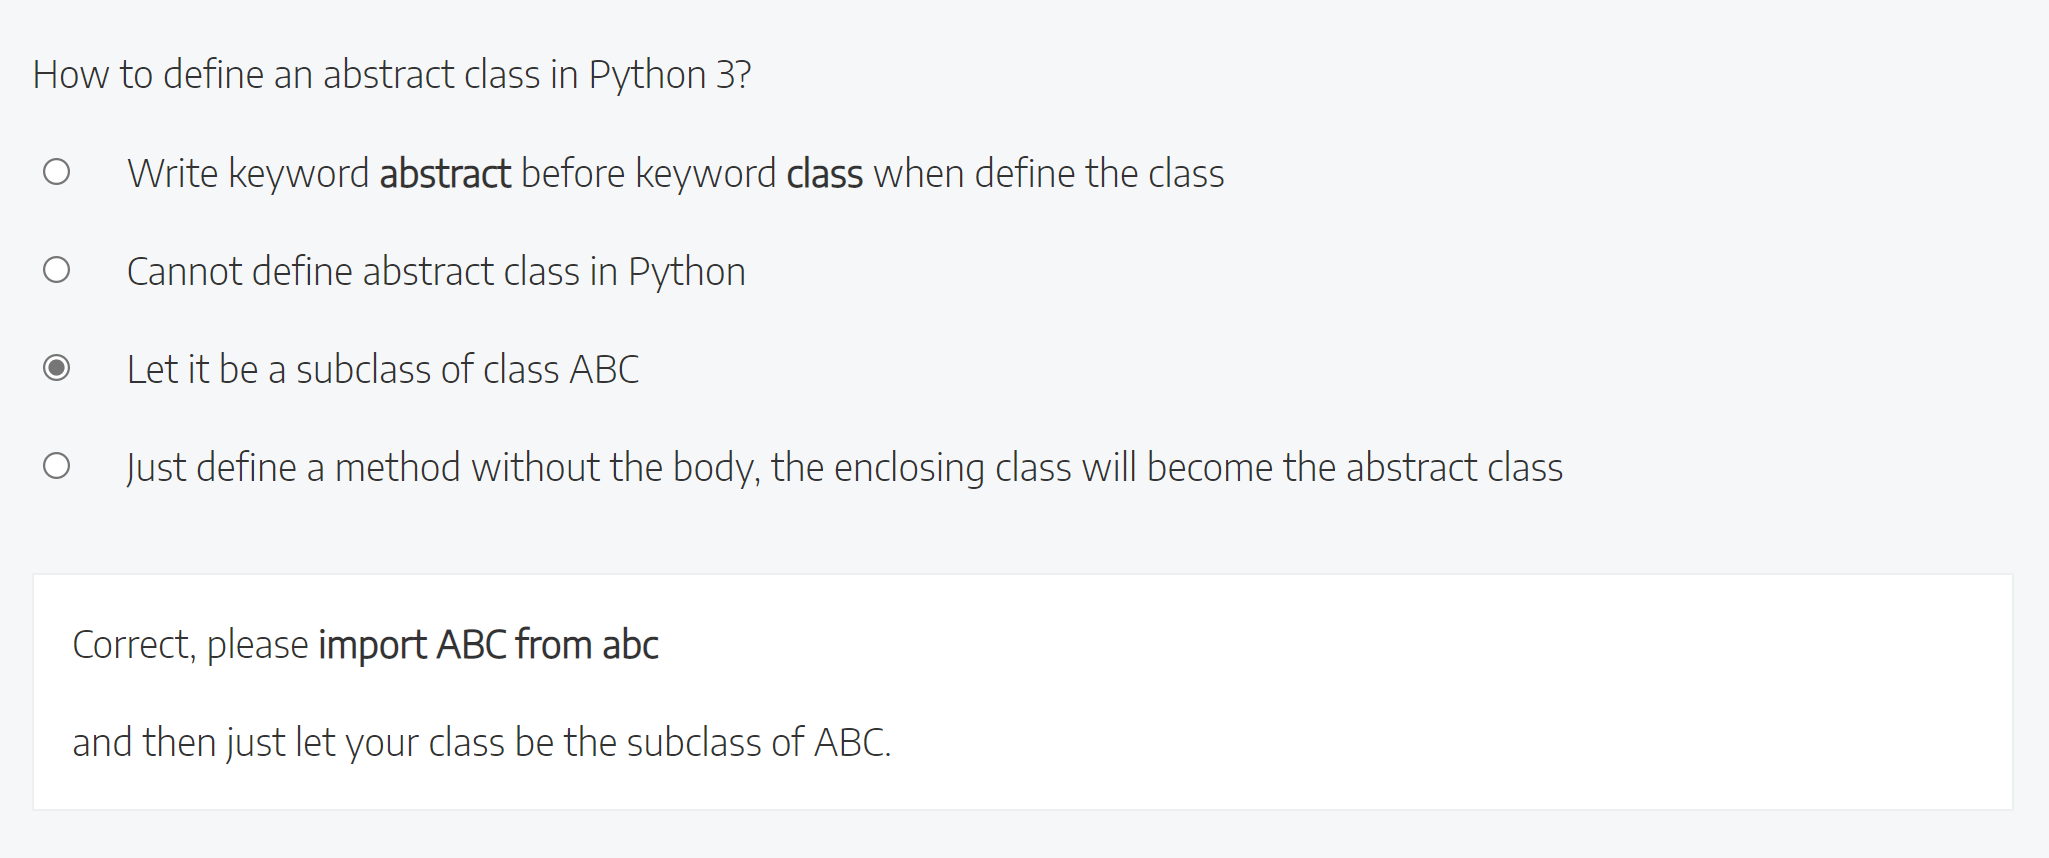 How to define an abstract class in Python 3?
Write keyword abstract before keyword class when define the class
Cannot define abstract class in Python
Let it be a subclass of class ABC
Just define a method without the body, the enclosing class will become the abstract class
Correct, please import ABC from abc
and then just let your class be the subclass of ABC.